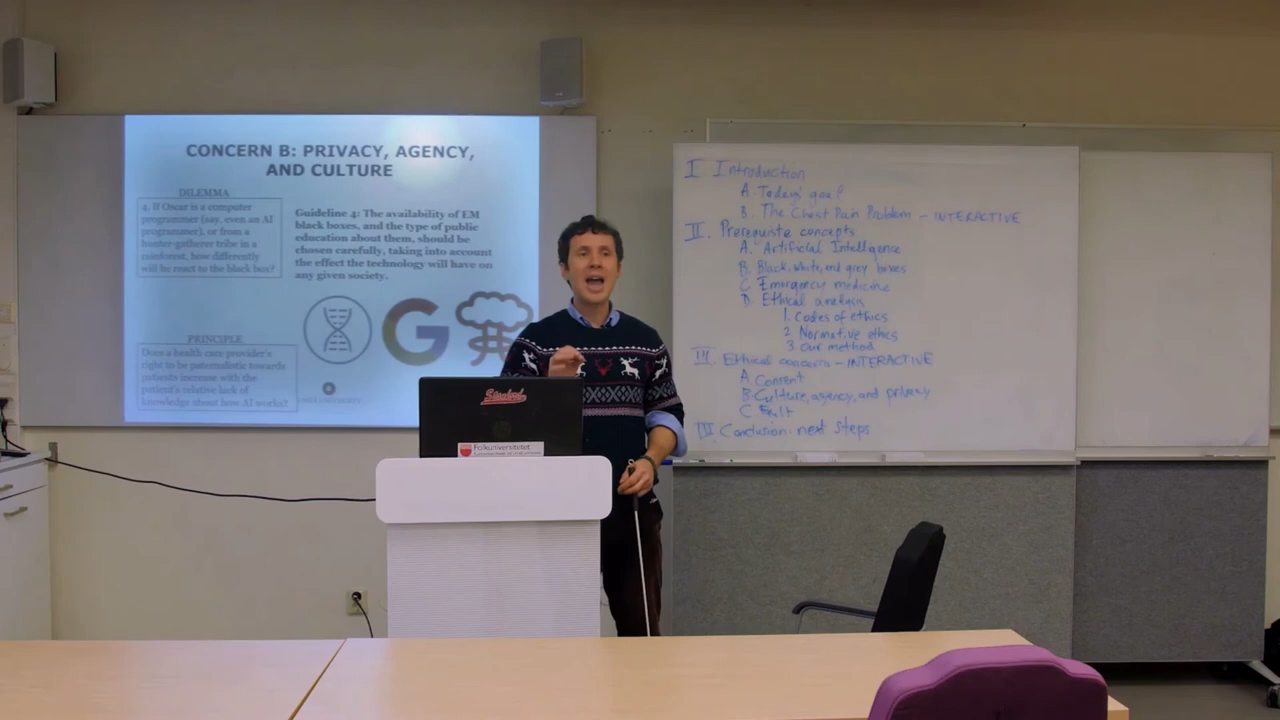 CONCERN B: PRIVACY, AGENCY,
AND CULTURE
DILEMMA
4. If Oscar is a computer
programmer (say, even an AI
programmer), or from a
hunter-gatherer tribe in a
rainforest, how differently
will be react to the black box?
Guideline 4: The availability of EM
black boxes, and the type of public
education about them, should be
chosen carefully, taking into account
the effect the technology will have on
any given society.
PRINCIPLE
Does a health care provider's
right to be paternalistic towards
patients increase with the
patient's relative lack of
knowledge about how AI works?
G
UNIVERSITY
Folkuniversitetet
I Introduction
A. Today's goal
B. The Chest Pain Problem - INTERACTIVE
II. Prerequisite concepts
A. Artificial Intelligence
B. Black, white, and grey boxes
C Emergency medicine
D. Ethical analysis
1. Codes of ethics
2 Normative ethics
3. Our method
III. Ethical concerns - INTERACTIVE
A Consent
B. Culture, agency, and privacy
C. Fault
Conclusion: next steps